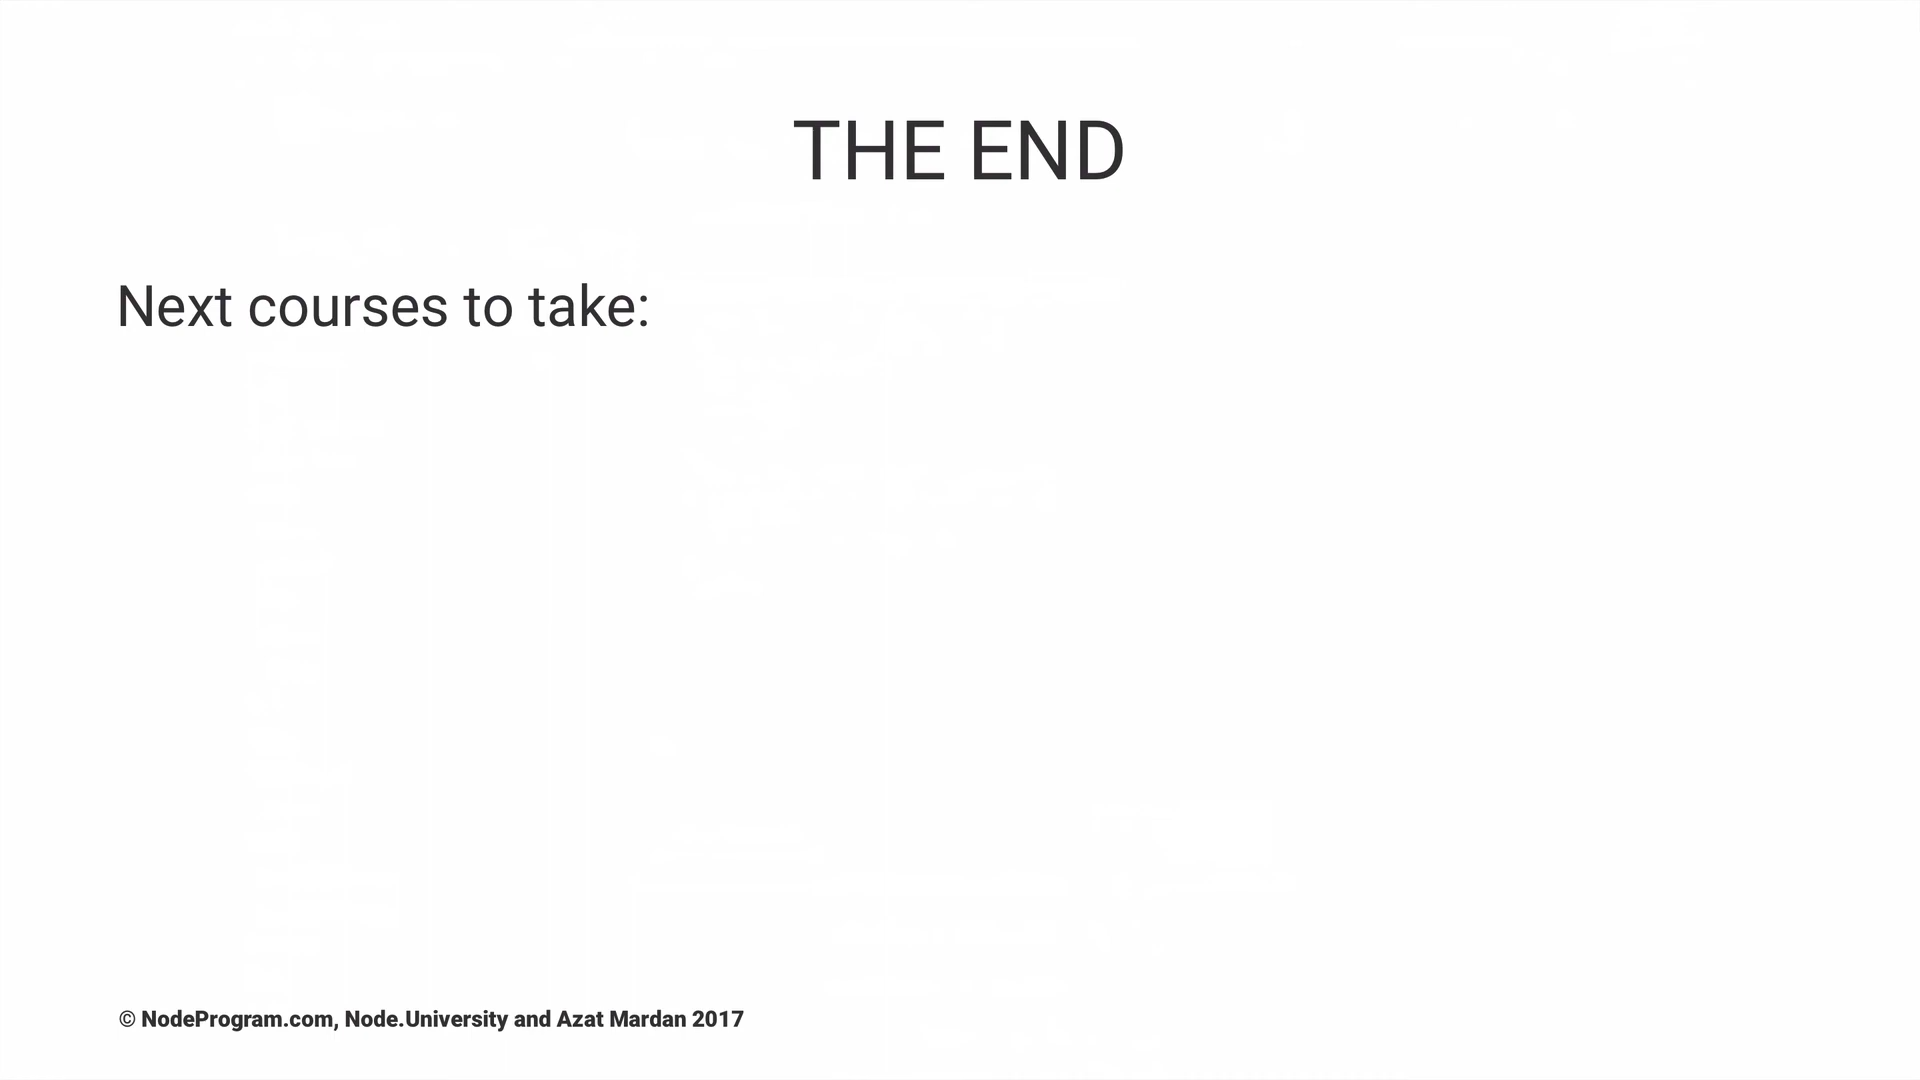 THE END
Next courses to take:
© NodeProgram.com, Node.University and Azat Mardan 2017